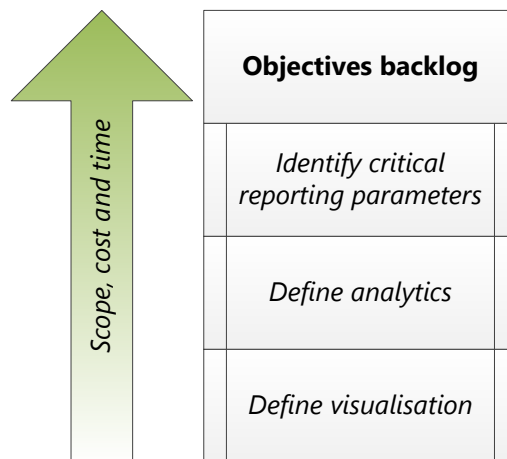 Scope, cost and time
Objectives backlog
Identify critical
reporting parameters
Define analytics
Define visualisation